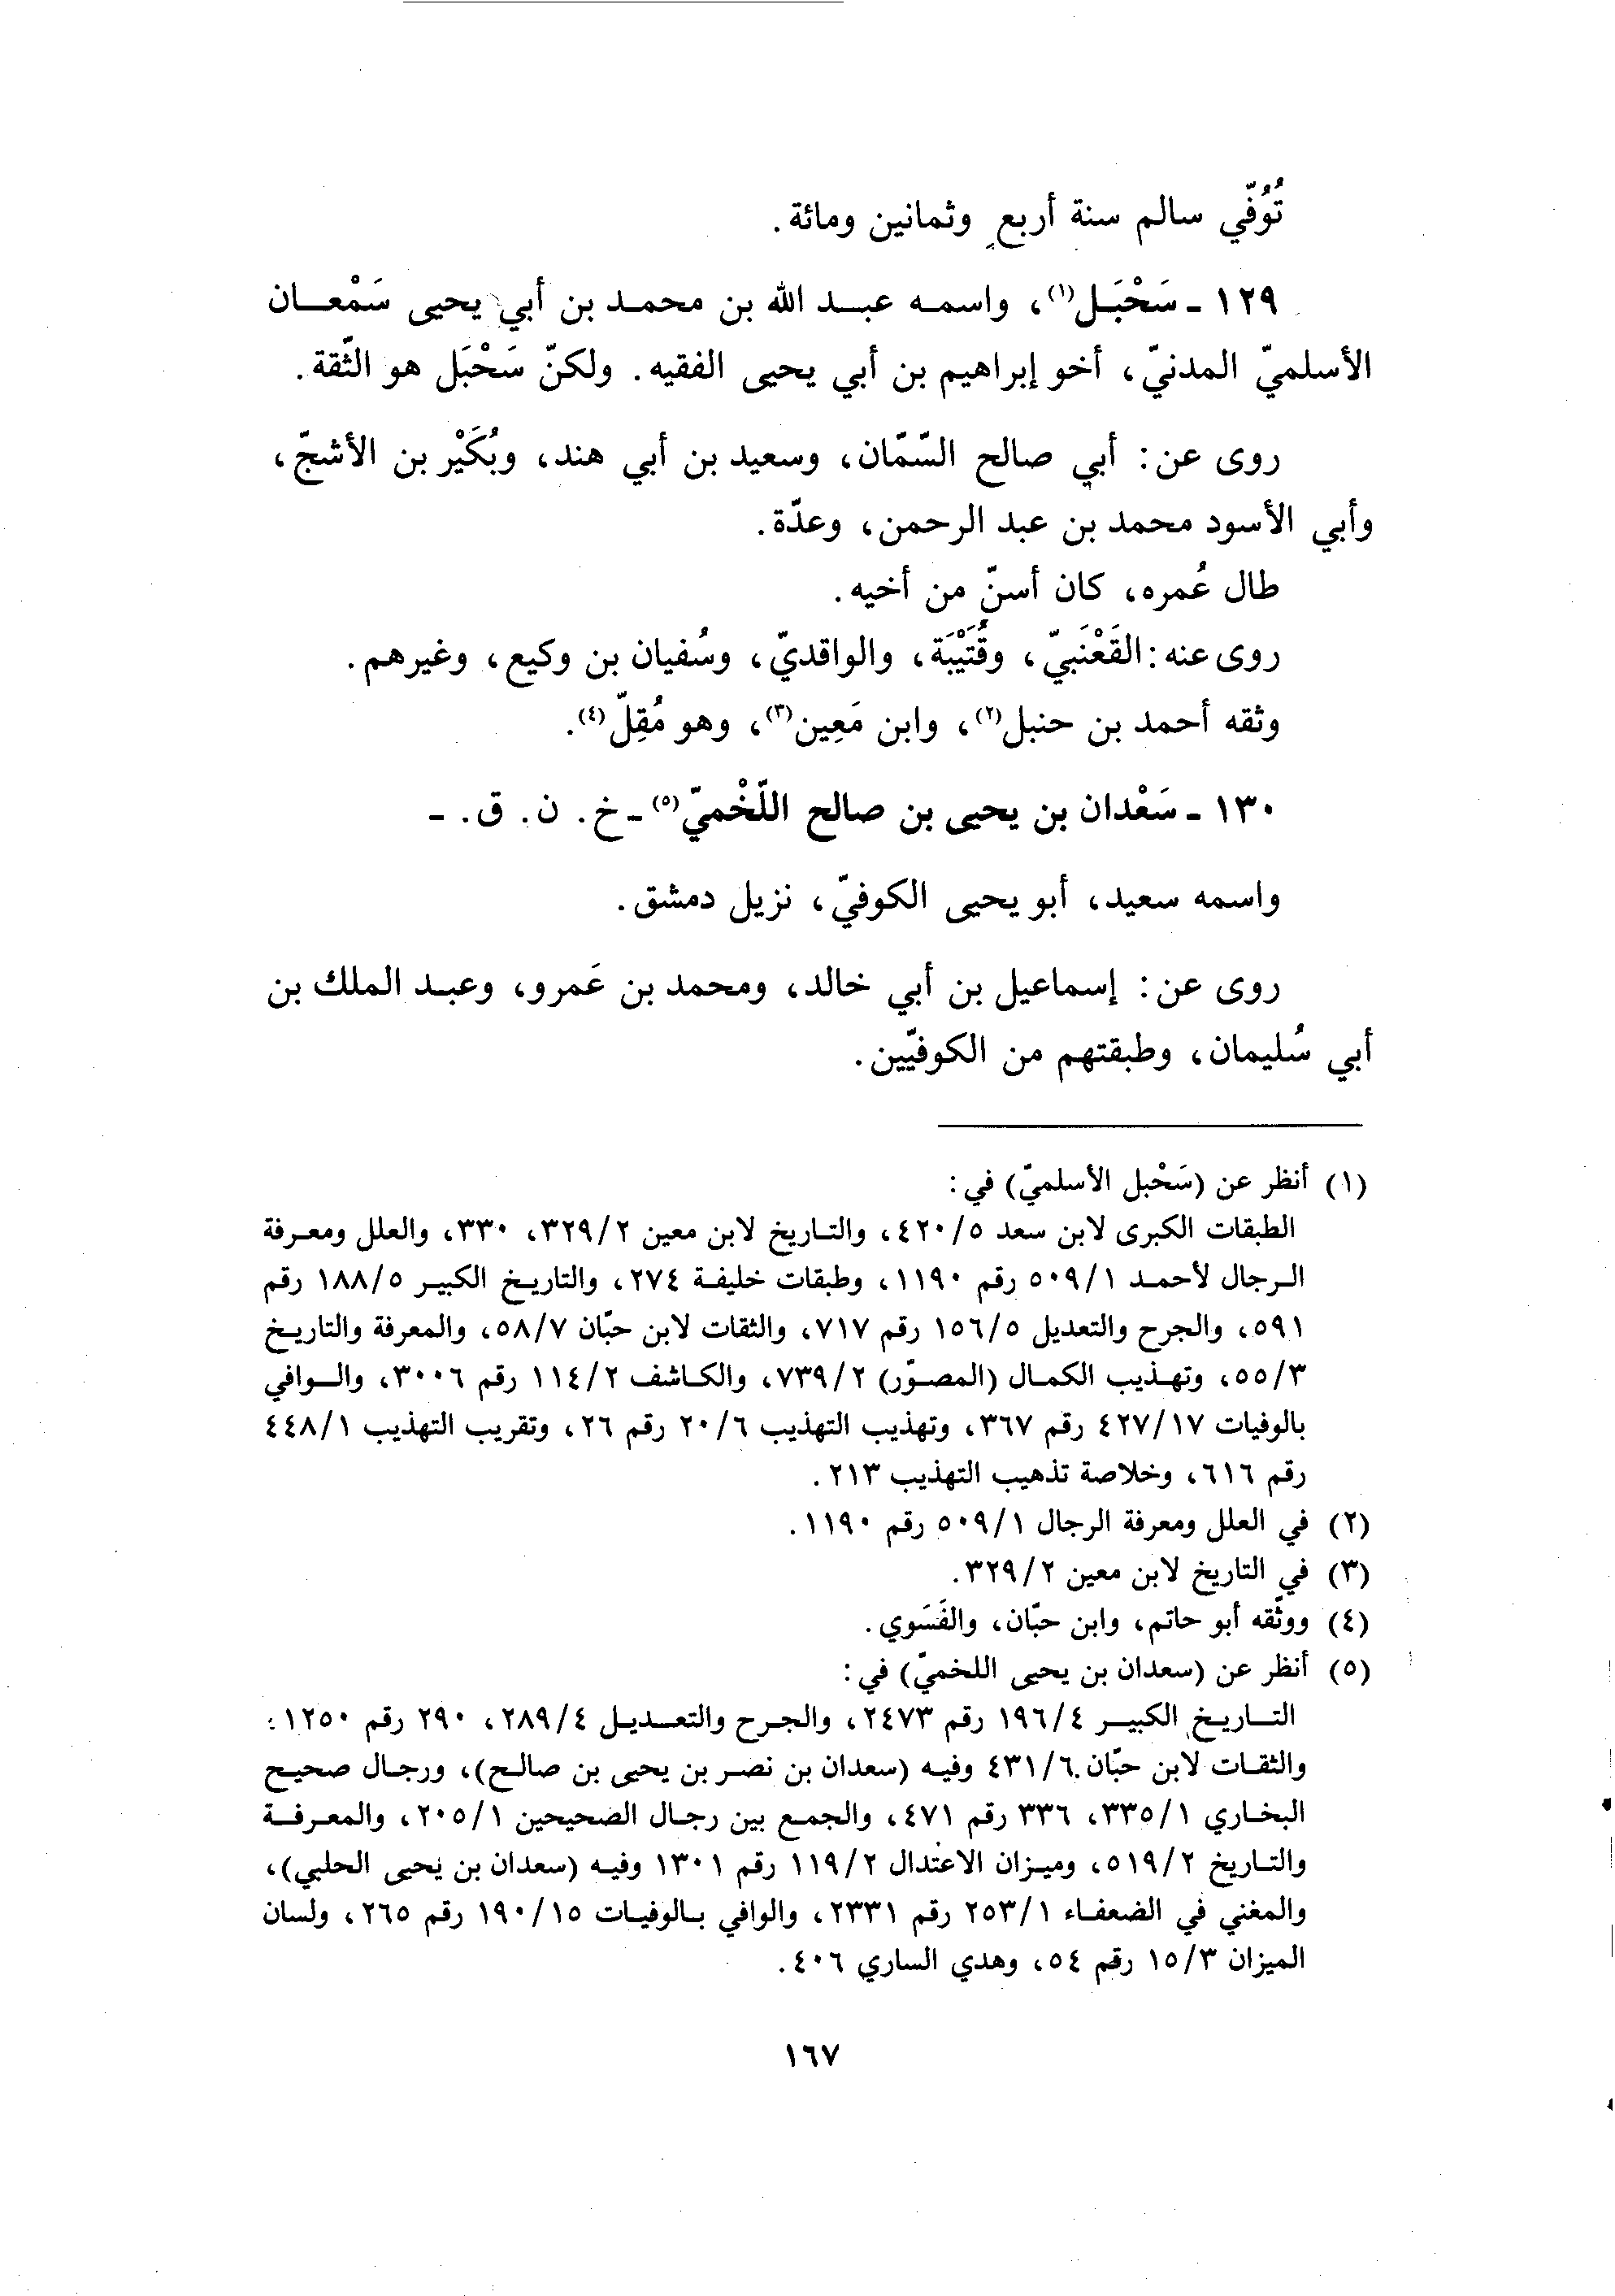 تُوُفّي سالم سنة أربعٍ وثمانين ومائة.
١٢٩ ـ سَحْبَل(١)، واسمه عبد الله بن محمد بن أبي يحيى سَمْعان
الأسلميّ المدنيّ، أخو إبراهيم بن أبي يحيى الفقيه. ولكنّ سَحْبَل هو الثّقة.
روى عن: أبي صالح السّمّان، وسعيد بن أبي هند، وبُكَيْر بن الأشجّ،
وأبي الأسود محمد بن عبد الرحمن، وعدّة.
طال عُمره، كان أسنّ من أخيه.
روى عنه: القَعْنَبيّ، وقُتَيْبَة، والواقديّ، وسُفيان بن وكيع، وغيرهم.
وثقه أحمد بن حنبل(٢)، وابن مَعِين(٣)، وهو مُقِلّ(٤).
١٣٠ ـ سَعْدان بن يحيى بن صالح اللّخْميّ(٥) ـ خ. ن. ق. ـ
واسمه سعيد، أبو يحيى الكوفيّ، نزيل دمشق.
روى عن: إسماعيل بن أبي خالد، ومحمد بن عَمرو، وعبد الملك بن
أبي سُليمان، وطبقتهم من الكوفيّين.
(١) أنظر عن (سَحْبل الأسلميّ) في:
الطبقات الكبرى لابن سعد ٤٢٠/٥، والتاريخ لابن معين ٣٢٩/٢، ٣٣٠، والعلل ومعرفة
الرجال لأحمد ٥٠٩/١ رقم ١١٩٠، وطبقات خليفة ٢٧٤، والتاريخ الكبير ١٨٨/٥ رقم
٥٩١، والجرح والتعديل ١٥٦/٥ رقم ٧١٧، والثقات لابن حبّان ٥٨/٧، والمعرفة والتاريخ
٥٥/٣، وتهذيب الكمال (المصوّر) ٧٣٩/٢، والكاشف ١١٤/٢ رقم ٣٠٠٦، والوافي
بالوفيات ٤٢٧/١٧ رقم ٣٦٧، وتهذيب التهذيب ٢٠/٦ رقم ٢٦، وتقريب التهذيب ٤٤٨/١
رقم ٦١٦، وخلاصة تذهيب التهذيب ٢١٣.
(٢) في العلل ومعرفة الرجال ٥٠٩/١ رقم ١١٩٠.
(٣) في التاريخ لابن معين ٣٢٩/٢.
(٤) ووثّقه أبو حاتم، وابن حبّان، والفَسَوي.
(٥) أنظر عن (سعدان بن يحيى اللخميّ) في:
التاريخ الكبير ١٩٦/٤ رقم ٢٤٧٣، والجرح والتعديل ٢٨٩/٤، ٢٩٠ رقم ١٢٥٠؛
والثقات لابن حبّان ٤٣١/٦ وفيه (سعدان بن نصر بن يحيى بن صالح)، ورجال صحيح
البخاري ٣٣٥/١، ٣٣٦ رقم ٤٧١، والجمع بين رجال الصحيحين ٢٠٥/١، والمعرفة
والتاريخ ٥١٩/٢، وميزان الاعتدال ١١٩/٢ رقم ١٣٠١ وفيه (سعدان بن يحيى الحلبي)،
والمغني في الضعفاء ٢٥٣/١ رقم ٢٣٣١، والوافي بالوفيات ١٩٠/١٥ رقم ٢٦٥، ولسان
الميزان ١٥/٣ رقم ٥٤، وهدي الساري ٤٠٦.
١٦٧